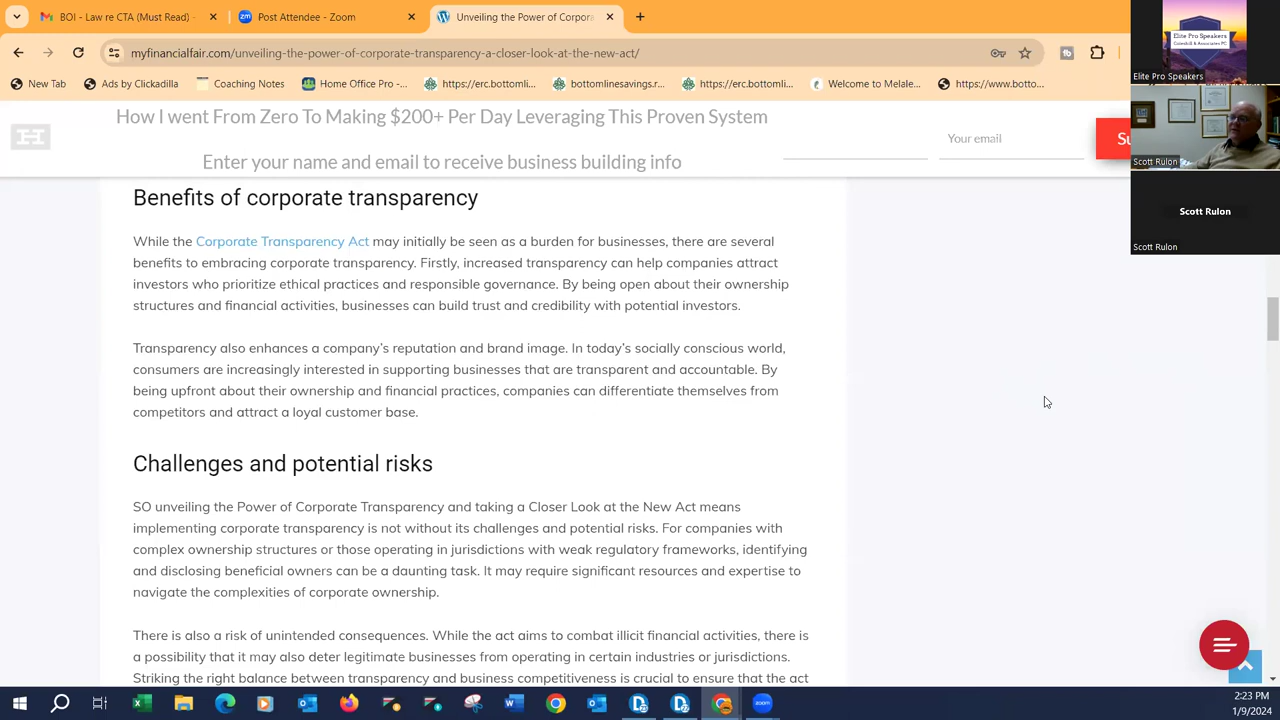 BOI - Law re CTA (Must Read) -
Post Attendee - Zoom
Unveiling the Power of Corpora
myfinancialfair.com/unveiling-the-power-of-corporate-transparency-a-closer-look-at-the-new-act/
New Tab
Ads by Clickadilla
Coaching Notes
Home Office Pro -...
bottomlinesavings.r...
https://erc.bottomli...
Welcome to Melale...
https://www.botto...
How I went From Zero To Making $200+ Per Day Leveraging This Proven System
Enter your name and email to receive business building info
Your email
Su
Elite Pro Speakers
Elite Pro Speakers
Scott Rulon
Scott Rulon
Scott Rulon
Benefits of corporate transparency
While the Corporate Transparency Act may initially be seen as a burden for businesses, there are several
benefits to embracing corporate transparency. Firstly, increased transparency can help companies attract
investors who prioritize ethical practices and responsible governance. By being open about their ownership
structures and financial activities, businesses can build trust and credibility with potential investors.
Transparency also enhances a company's reputation and brand image. In today's socially conscious world,
consumers are increasingly interested in supporting businesses that are transparent and accountable. By
being upfront about their ownership and financial practices, companies can differentiate themselves from
competitors and attract a loyal customer base.
Challenges and potential risks
SO unveiling the Power of Corporate Transparency and taking a Closer Look at the New Act means
implementing corporate transparency is not without its challenges and potential risks. For companies with
complex ownership structures or those operating in jurisdictions with weak regulatory frameworks, identifying
and disclosing beneficial owners can be a daunting task. It may require significant resources and expertise to
navigate the complexities of corporate ownership.
There is also a risk of unintended consequences. While the act aims to combat illicit financial activities, there is
a possibility that it may also deter legitimate businesses from operating in certain industries or jurisdictions.
Striking the right balance between transparency and business competitiveness is crucial to ensure that the act
2:23 PM
1/9/2024